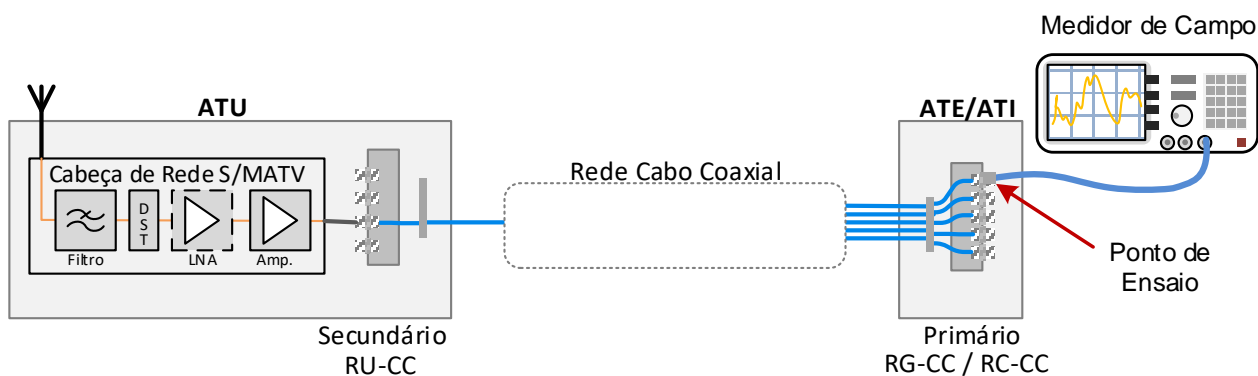 Medidor de Campo
ATU
ATE/ATI
Cabeça de Rede S/MATV
Rede Cabo Coaxial
D
S
T
Filtro
LNA
Amp.
Ponto de
Ensaio
Secundário
RU-CC
Primário
RG-CC / RC-CC